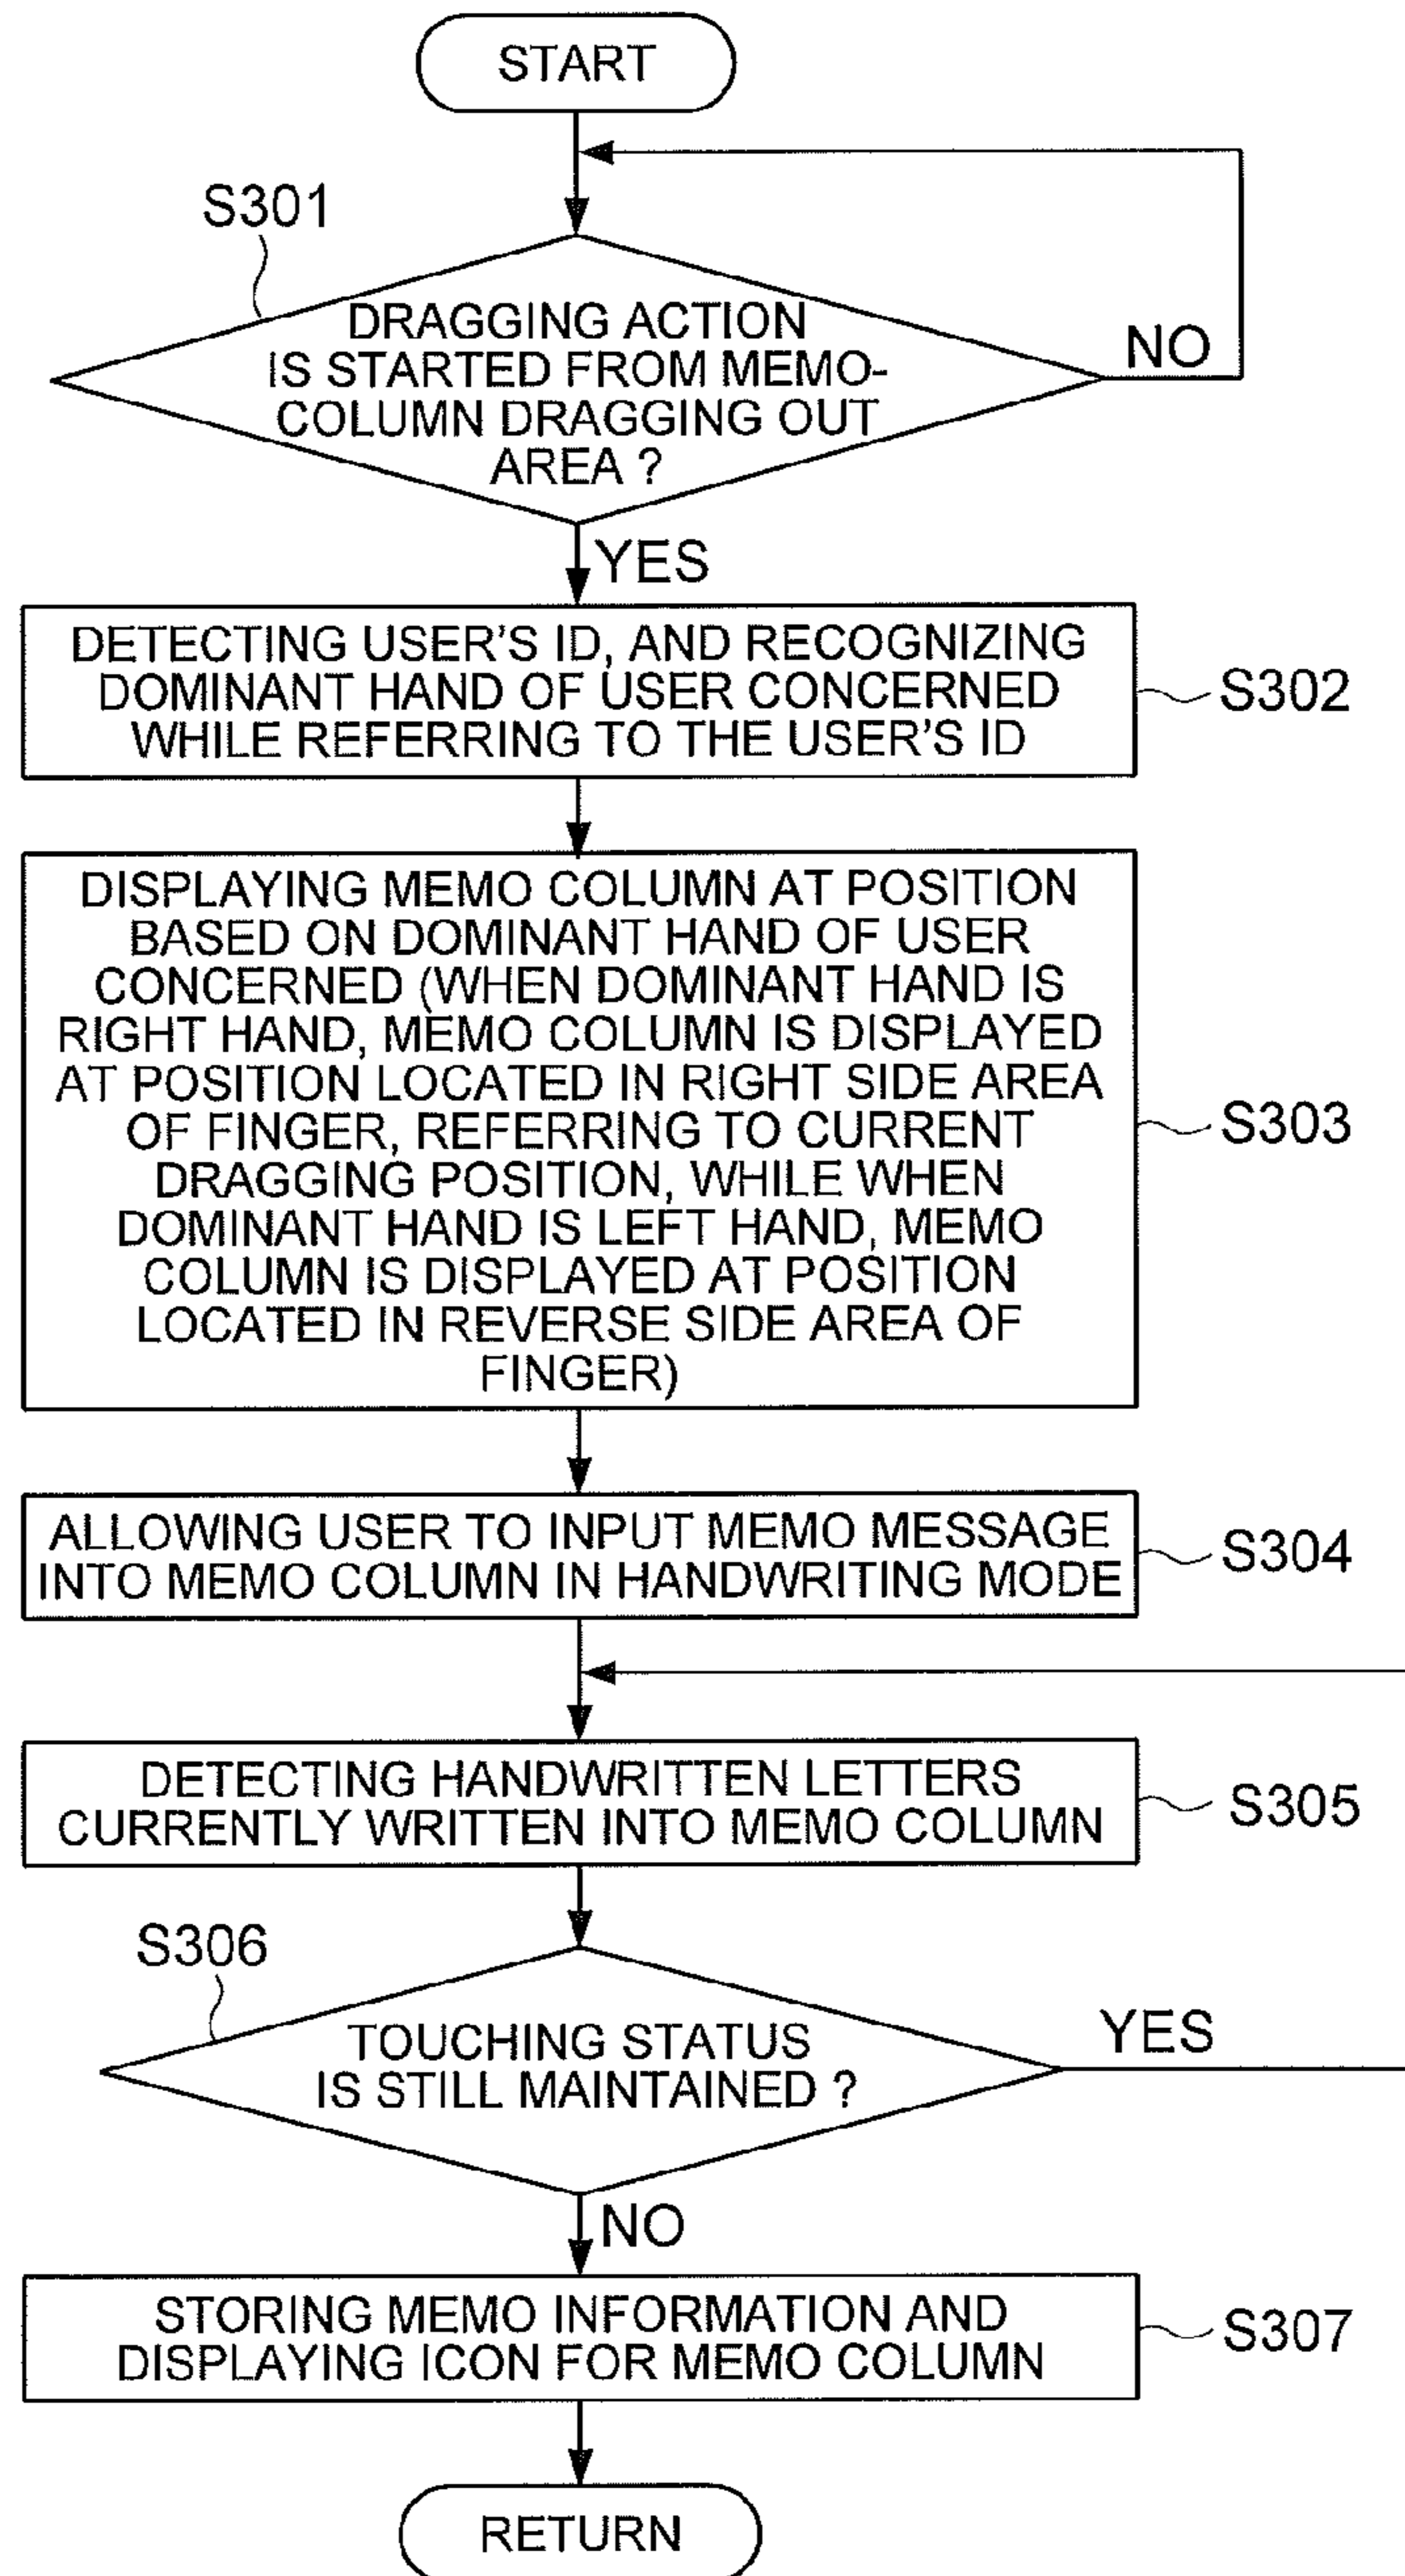 START
S301
DRAGGING ACTION
IS STARTED FROM MEMO-
COLUMN DRAGGING OUT
AREA ?
NO
YES
DETECTING USER'S ID, AND RECOGNIZING
DOMINANT HAND OF USER CONCERNED
WHILE REFERRING TO THE USER'S ID
S302
DISPLAYING MEMO COLUMN AT POSITION
BASED ON DOMINANT HAND OF USER
CONCERNED (WHEN DOMINANT HAND IS
RIGHT HAND, MEMO COLUMN IS DISPLAYED
AT POSITION LOCATED IN RIGHT SIDE AREA
OF FINGER, REFERRING TO CURRENT
DRAGGING POSITION, WHILE WHEN
DOMINANT HAND IS LEFT HAND, MEMO
COLUMN IS DISPLAYED AT POSITION
LOCATED IN REVERSE SIDE AREA OF
FINGER)
S303
ALLOWING USER TO INPUT MEMO MESSAGE
INTO MEMO COLUMN IN HANDWRITING MODE
S304
DETECTING HANDWRITTEN LETTERS
CURRENTLY WRITTEN INTO MEMO COLUMN
S305
S306
TOUCHING STATUS
IS STILL MAINTAINED ?
YES
NO
STORING MEMO INFORMATION AND
DISPLAYING ICON FOR MEMO COLUMN
S307
RETURN